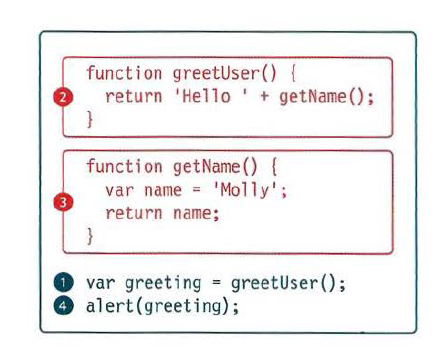 function greetUser() {
2 return 'Hello ' + getName();
}
function getName() {
var name = 'Molly';
3 return name;
}
1 var greeting = greetUser();
4 alert(greeting);